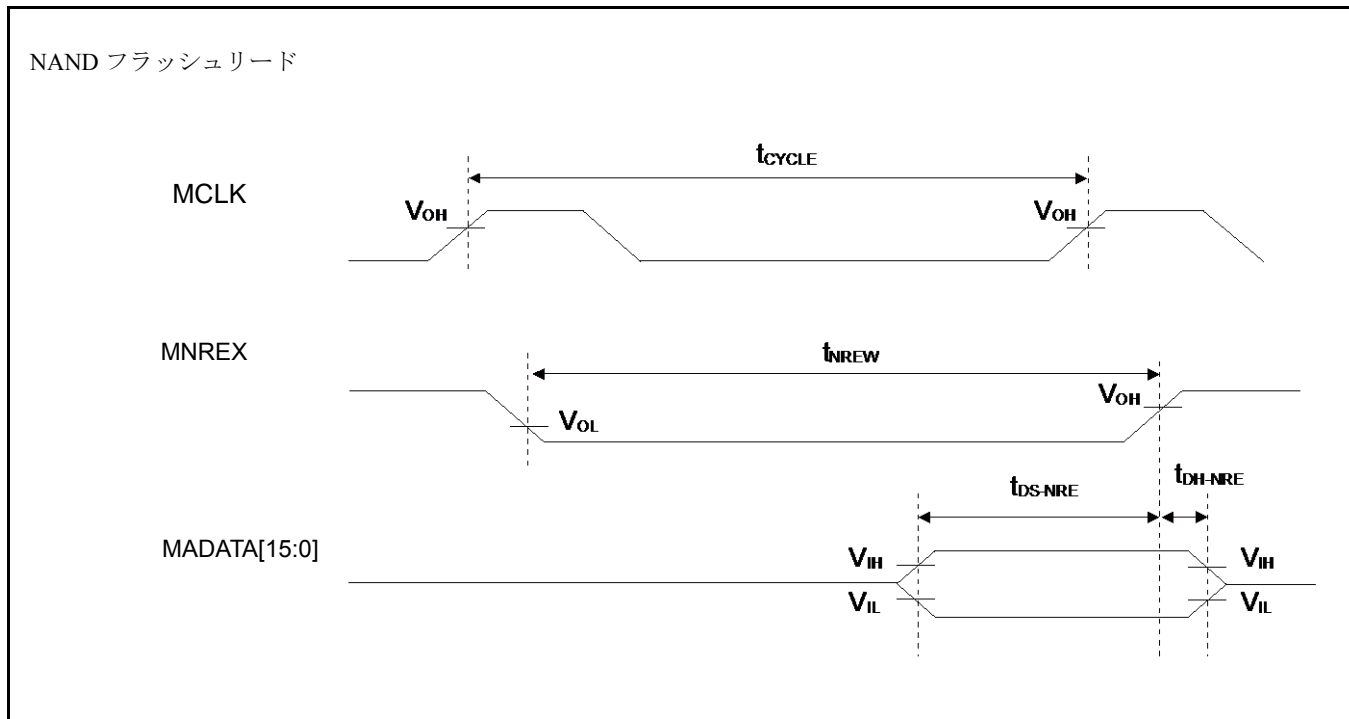 NAND フラッシュリード
tCYCLE
MCLK
VOH
VOH
MNREX
tNREW
VOH
VOL
tDS-NRE
tDH-NRE
MADATA[15:0]
VIH
VIH
VIL
VIL